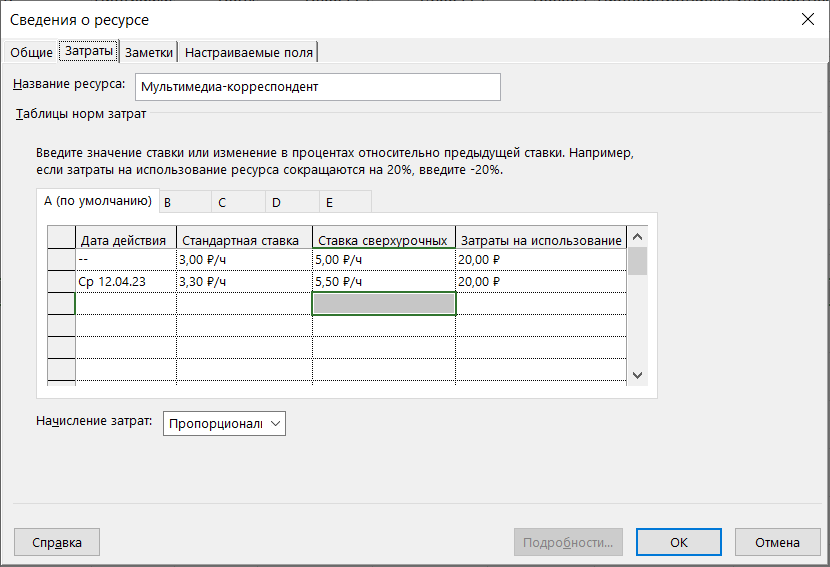 Сведения о ресурсе
Общие Затраты Заметки Настраиваемые поля
Название ресурса: Мультимедиа-корреспондент
Таблицы норм затрат
Введите значение ставки или изменение в процентах относительно предыдущей ставки. Например,
если затраты на использование ресурса сокращаются на 20%, введите -20%.
A (по умолчанию) B C D E
Дата действия Стандартная ставка Ставка сверхурочных Затраты на использование
-- 3,00 ₽/ч 5,00 ₽/ч 20,00 ₽
Ср 12.04.23 3,30 ₽/ч 5,50 ₽/ч 20,00 ₽
Начисление затрат: Пропорциональ
Справка Подробности... ОК Отмена